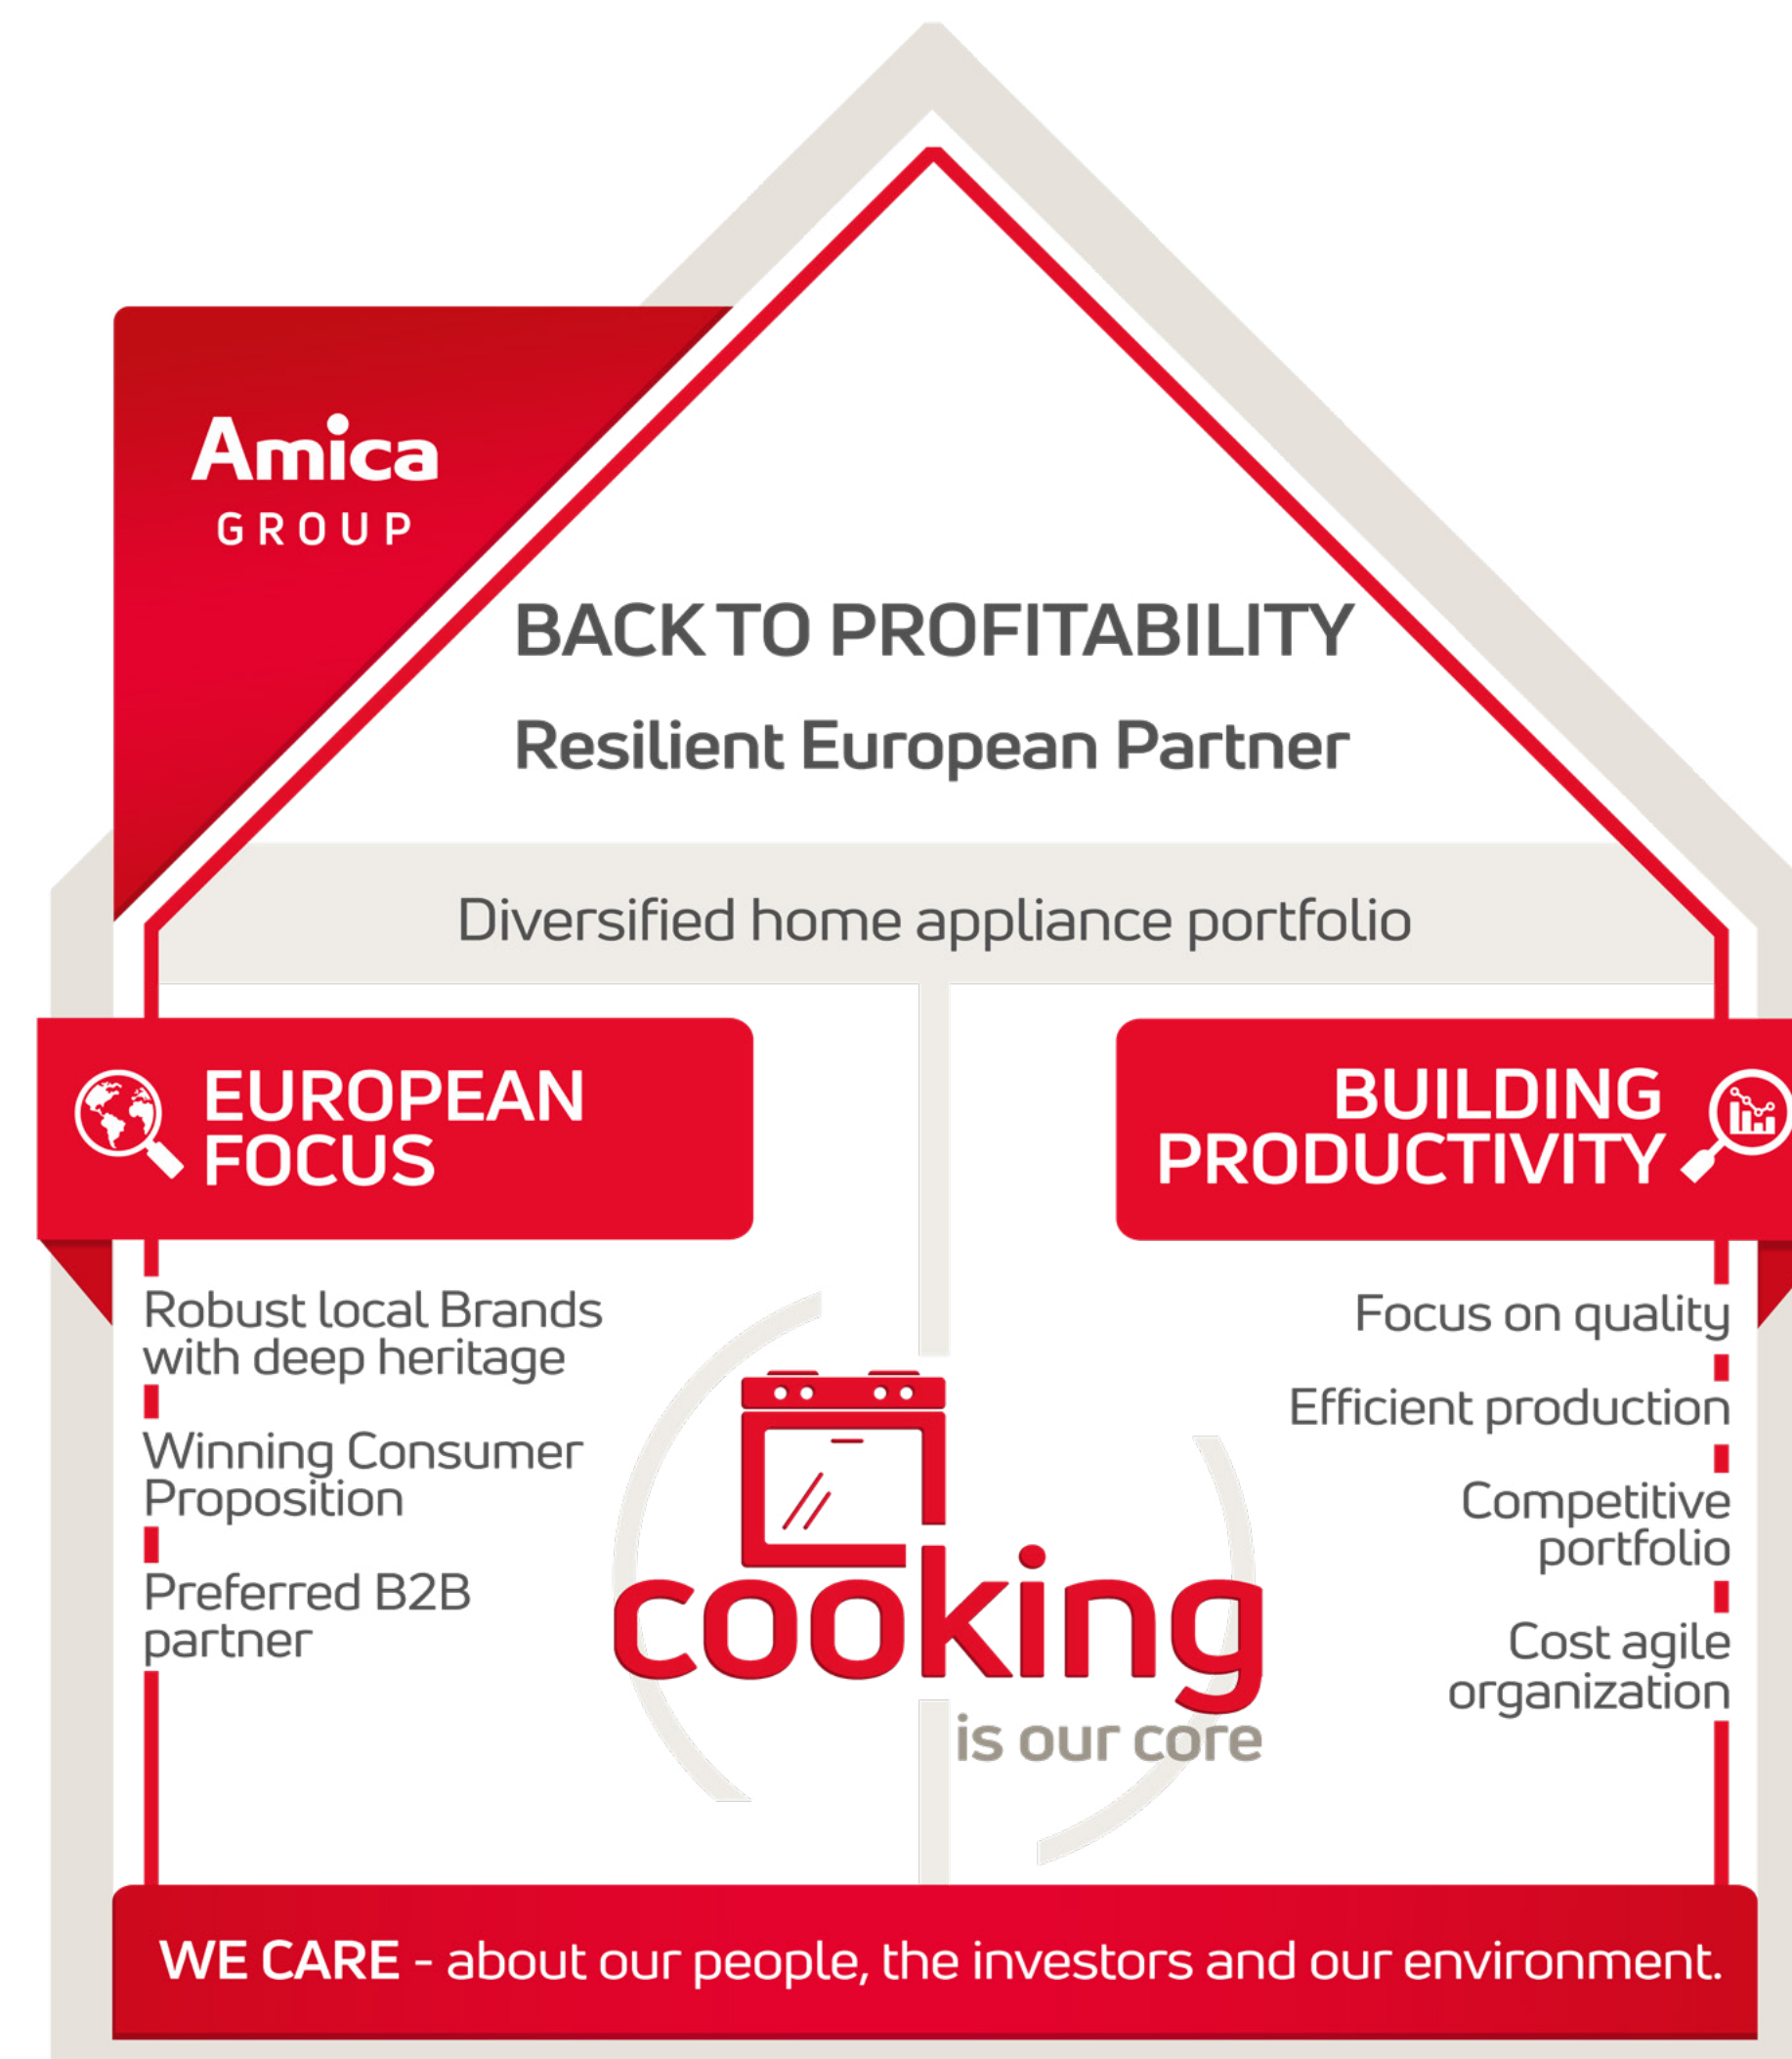 Amica
GROUP
BACK TO PROFITABILITY
Resilient European Partner
Diversified home appliance portfolio
EUROPEAN
FOCUS
Robust local Brands
with deep heritage
Winning Consumer
Proposition
Preferred B2B
partner
BUILDING
PRODUCTIVITY
Focus on quality
Efficient production
Competitive
portfolio
Cost agile
organization
cooking
is our core
WE CARE - about our people, the investors and our environment.